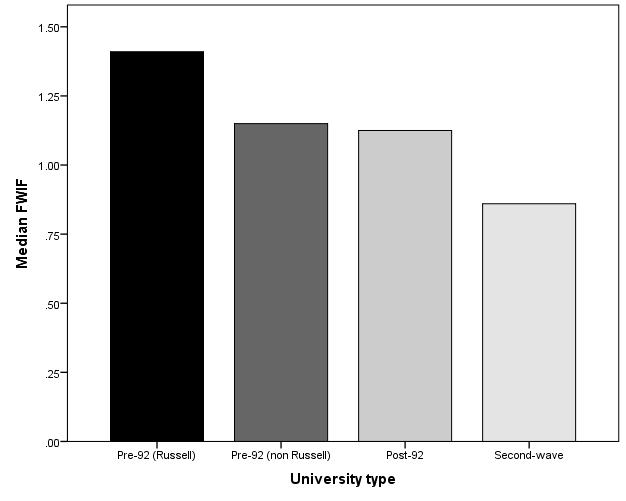 1.50
1.25
1.00
.75
.50
.25
.00
Median FWIF
Pre-92 (Russell) Pre-92 (non Russell) Post-92 Second-wave
University type